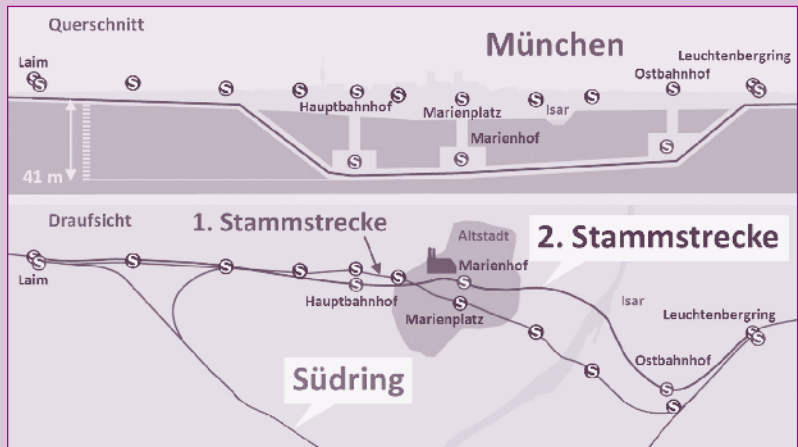 Querschnitt
München
Laim
Leuchtenbergring
Ostbahnhof
Hauptbahnhof
Marienplatz
Isar
Marienhof
41 m
S S S S S S S S S S S S S
S S S
Draufsicht
1. Stammstrecke
Altstadt
2. Stammstrecke
Marienhof
Laim
Hauptbahnhof
Isar
Marienplatz
Leuchtenbergring
Ostbahnhof
Südring
S S S S S S S S S S S S S S S S